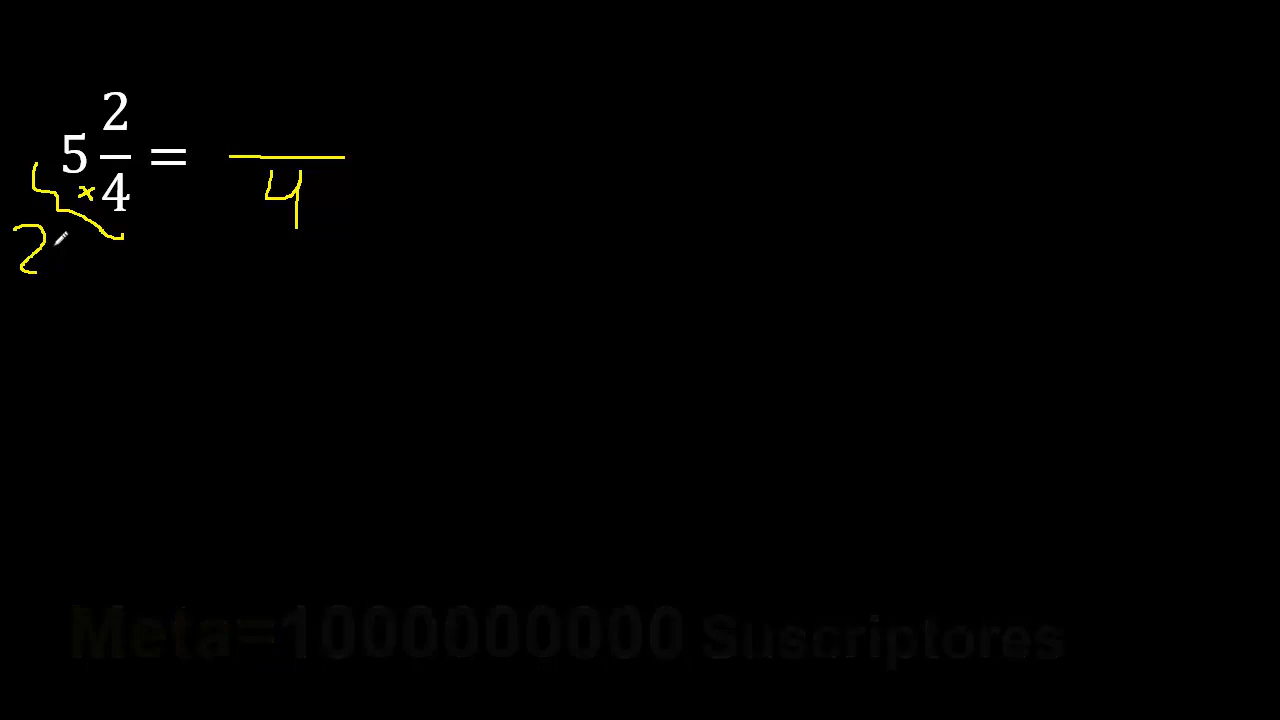 5 2/4 = /4
×
2
Meta=1000000000 Suscriptores